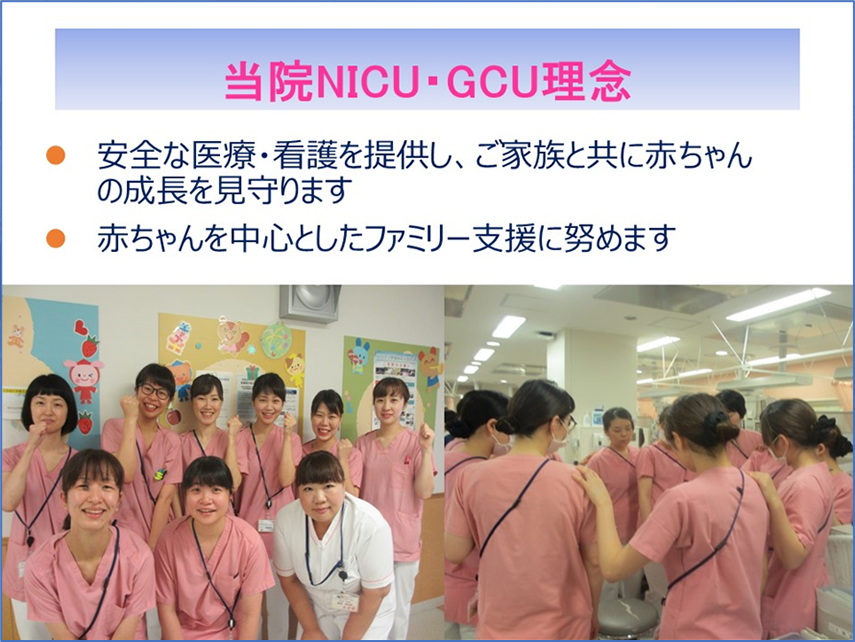 当院NICU・GCU理念
安全な医療・看護を提供し、ご家族と共に赤ちゃん
の成長を見守ります
赤ちゃんを中心としたファミリー支援に努めます